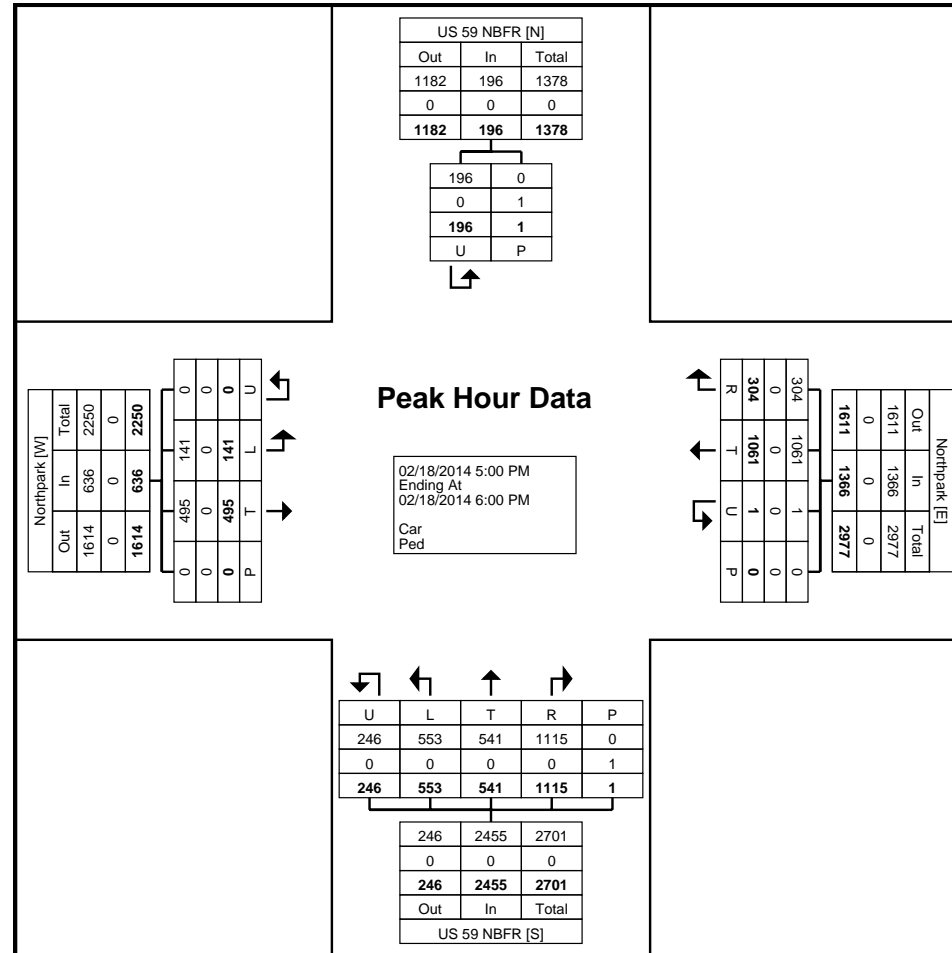 US 59 NBFR [N]
Out In Total
1182 196 1378
0 0 0
1182 196 1378
196 0
0 1
196 1
U P
Peak Hour Data
02/18/2014 5:00 PM
Ending At
02/18/2014 6:00 PM
Car
Ped
Northpark [W]
Total In Out
2250 636 1614
0 0 0
2250 636 1614
0 141 495 0
0 0 0 0
0 141 495 0
U L T P
R T U P
304 1061 1 0
0 0 0 0
304 1061 1 0
1611 1366 2977
0 0 0
1611 1366 2977
Out In Total
Northpark [E]
U L T R P
246 553 541 1115 0
0 0 0 0 1
246 553 541 1115 1
246 2455 2701
0 0 0
246 2455 2701
Out In Total
US 59 NBFR [S]